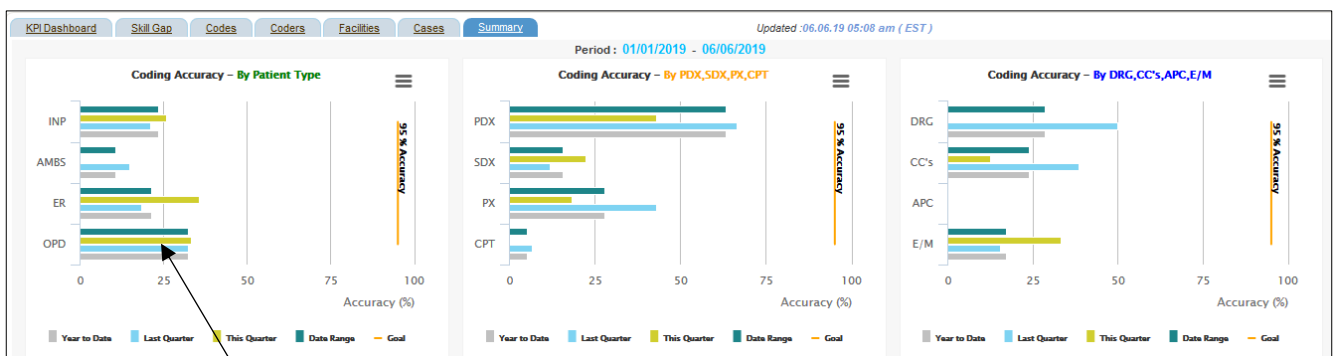 KPI Dashboard Skill Gap Codes Coders Facilities Cases Summary Updated :06.06.19 05:08 am ( EST )
Period : 01/01/2019 - 06/06/2019
Coding Accuracy – By Patient Type
INP
AMBS
ER
OPD
95 % Accuracy
0 25 50 75 100
Accuracy (%)
Year to Date Last Quarter This Quarter Date Range Goal
Coding Accuracy – By PDX,SDX,PX,CPT
PDX
SDX
PX
CPT
95 % Accuracy
0 25 50 75 100
Accuracy (%)
Year to Date Last Quarter This Quarter Date Range Goal
Coding Accuracy – By DRG,CC's,APC,E/M
DRG
CC's
APC
E/M
95 % Accuracy
0 25 50 75 100
Accuracy (%)
Year to Date Last Quarter This Quarter Date Range Goal